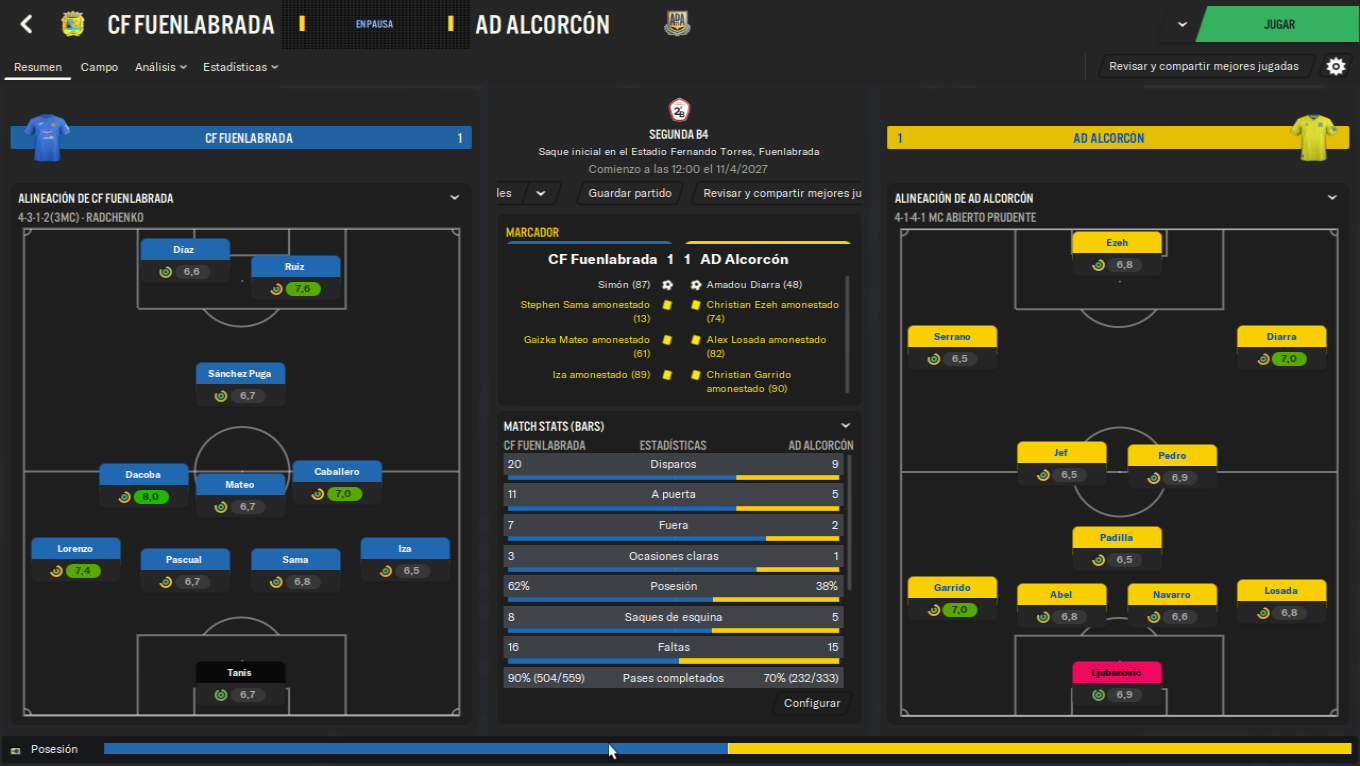 CF FUENLABRADA
EN PAUSA
AD ALCORCÓN
JUGAR
Resumen Campo Análisis Estadísticas
Revisar y compartir mejores jugadas
CF FUENLABRADA 1
ALINEACIÓN DE CF FUENLABRADA
4-3-1-2(3MC) - RADCHENKO
Díaz
6,6
Ruiz
7,6
Sánchez Puga
6,7
Dacoba
8,0
Mateo
6,7
Caballero
7,0
Lorenzo
7,4
Pascual
6,7
Sama
6,8
Iza
6,5
Tanis
6,7
2ªB
SEGUNDA B4
Saque inicial en el Estadio Fernando Torres, Fuenlabrada
Comienzo a las 12:00 el 11/4/2027
les
Guardar partido
Revisar y compartir mejores ju
MARCADOR
CF Fuenlabrada 1 1 AD Alcorcón
Simón (87) Amadou Diarra (48)
Stephen Sama amonestado
(13)
Christian Ezeh amonestado
(74)
Gaizka Mateo amonestado
(61)
Alex Losada amonestado
(82)
Iza amonestado (89)
Christian Garrido
amonestado (90)
MATCH STATS (BARS)
CF FUENLABRADA ESTADÍSTICAS AD ALCORCÓN
20 Disparos 9
11 A puerta 5
7 Fuera 2
3 Ocasiones claras 1
62% Posesión 38%
8 Saques de esquina 5
16 Faltas 15
90% (504/559) Pases completados 70% (232/333)
Configurar
1 AD ALCORCÓN
ALINEACIÓN DE AD ALCORCÓN
4-1-4-1 MC ABIERTO PRUDENTE
Ezeh
6,8
Serrano
6,5
Diarra
7,0
Jef
6,5
Pedro
6,9
Padilla
6,5
Garrido
7,0
Abel
6,8
Navarro
6,6
Losada
6,8
Ljubanovic
6,9
Posesión